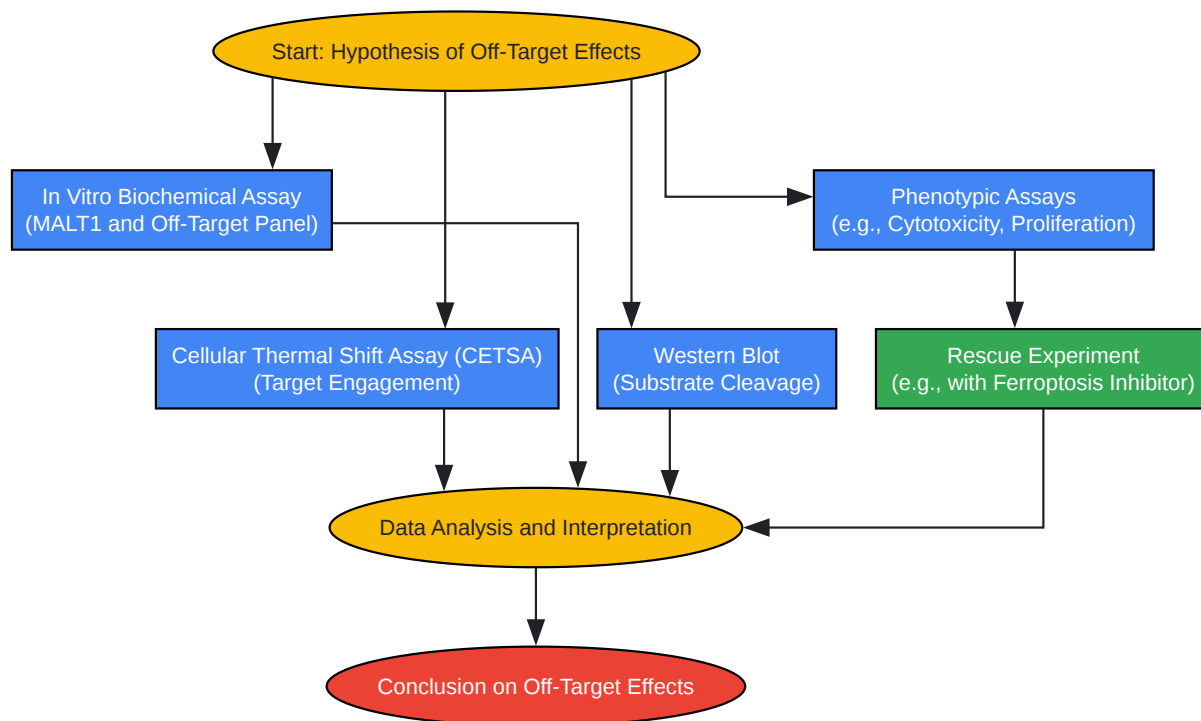 Start: Hypothesis of Off-Target Effects
In Vitro Biochemical Assay
(MALT1 and Off-Target Panel)
Phenotypic Assays
(e.g., Cytotoxicity, Proliferation)
Cellular Thermal Shift Assay (CETSA)
(Target Engagement)
Western Blot
(Substrate Cleavage)
Rescue Experiment
(e.g., with Ferroptosis Inhibitor)
Data Analysis and Interpretation
Conclusion on Off-Target Effects